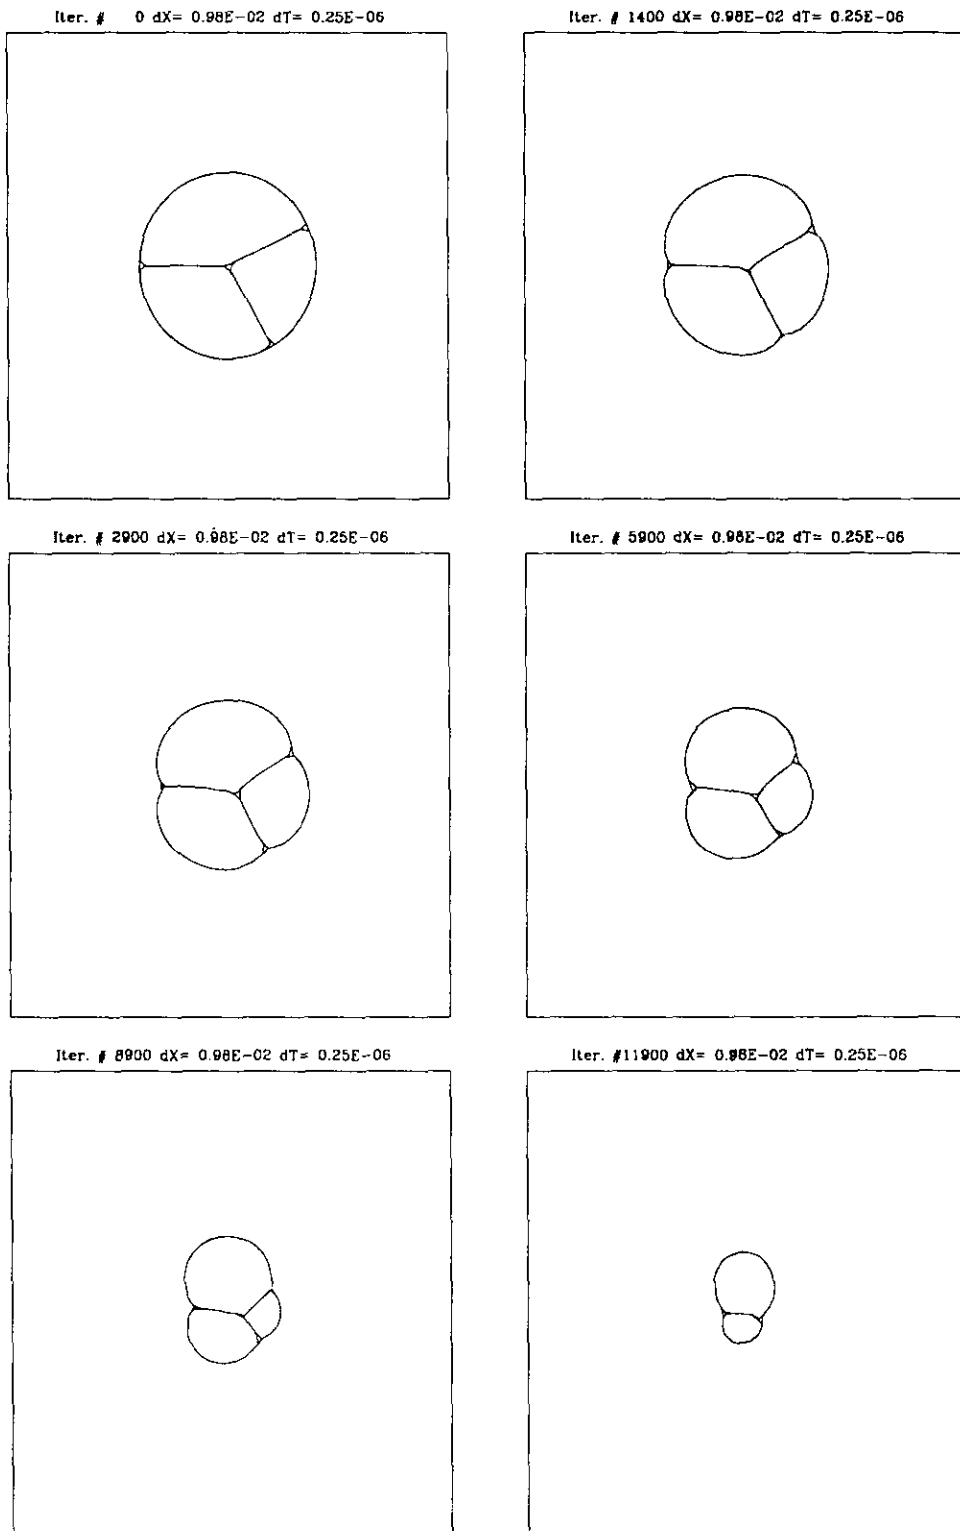 Iter. # 0 dX= 0.98E-02 dT= 0.25E-06
Iter. # 1400 dX= 0.98E-02 dT= 0.25E-06
Iter. # 2900 dX= 0.98E-02 dT= 0.25E-06
Iter. # 5900 dX= 0.98E-02 dT= 0.25E-06
Iter. # 8900 dX= 0.98E-02 dT= 0.25E-06
Iter. #11900 dX= 0.98E-02 dT= 0.25E-06